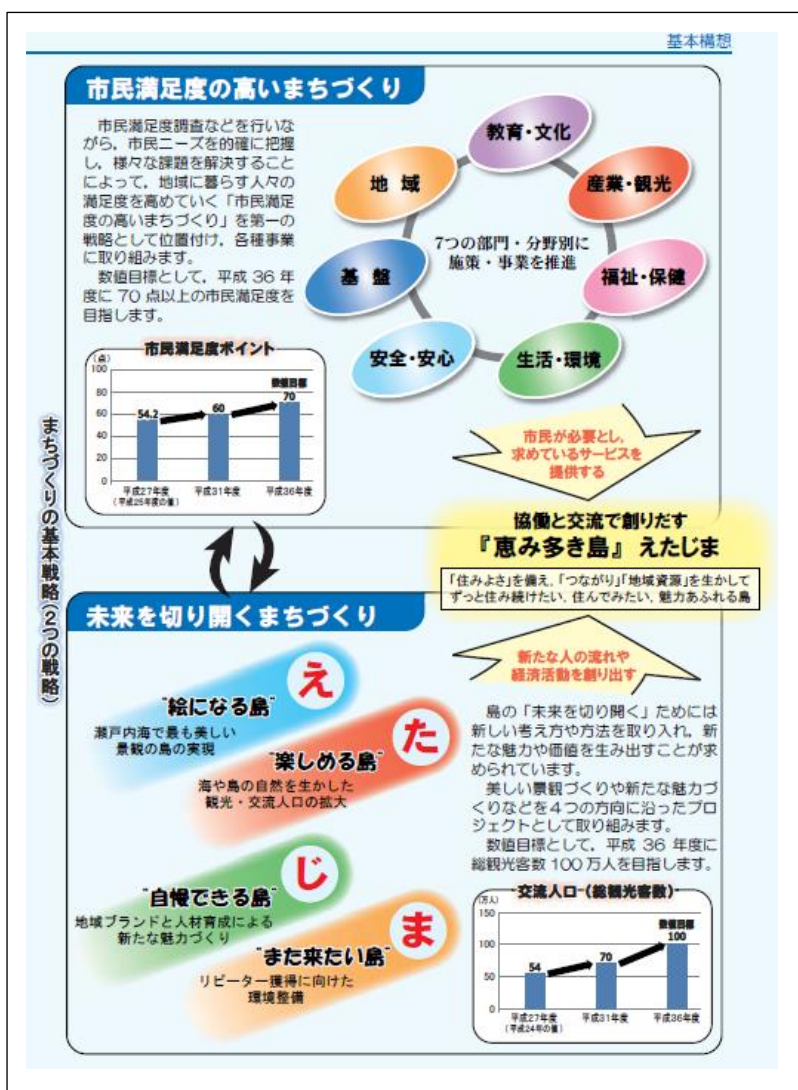 基本構想
市民満足度の高いまちづくり
市民満足度調査などを行いな
がら,市民ニーズを的確に把握
し,様々な課題を解決すること
によって,地域に暮らす人々の
満足度を高めていく「市民満足
度の高いまちづくり」を第一の
戦略として位置付け,各種事業
に取り組みます。
数値目標として,平成 36 年
度に 70 点以上の市民満足度を
目指します。
教育・文化
地 域
産業・観光
7つの部門・分野別に
施策・事業を推進
基 盤
福祉・保健
安全・安心
生活・環境
市民満足度ポイント
(点)
100
80
60
40
20
0
54.2
60
数値目標
70
平成27年度
(平成25年度の値)
平成31年度
平成36年度
まちづくりの基本戦略(2つの戦略)
市民が必要とし,
求めているサービスを
提供する
協働と交流で創りだす
『恵み多き島』えたじま
「住みよさ」を備え,「つながり」「地域資源」を生かして
ずっと住み続けたい,住んでみたい,魅力あふれる島
新たな人の流れや
経済活動を創り出す
未来を切り開くまちづくり
え
"絵になる島"
瀬戸内海で最も美しい
景観の島の実現
た
"楽しめる島"
海や島の自然を生かした
観光・交流人口の拡大
じ
"自慢できる島"
地域ブランドと人材育成による
新たな魅力づくり
ま
"また来たい島"
リピーター獲得に向けた
環境整備
島の「未来を切り開く」ためには
新しい考え方や方法を取り入れ,新
たな魅力や価値を生み出すことが求
められています。
美しい景観づくりや新たな魅力づ
くりなどを4つの方向に沿ったプロ
ジェクトとして取り組みます。
数値目標として,平成 36 年度に
総観光客数 100 万人を目指します。
交流人口(総観光客数)
(万人)
150
100
50
0
54
70
数値目標
100
平成27年度
(平成24年の値)
平成31年度
平成36年度